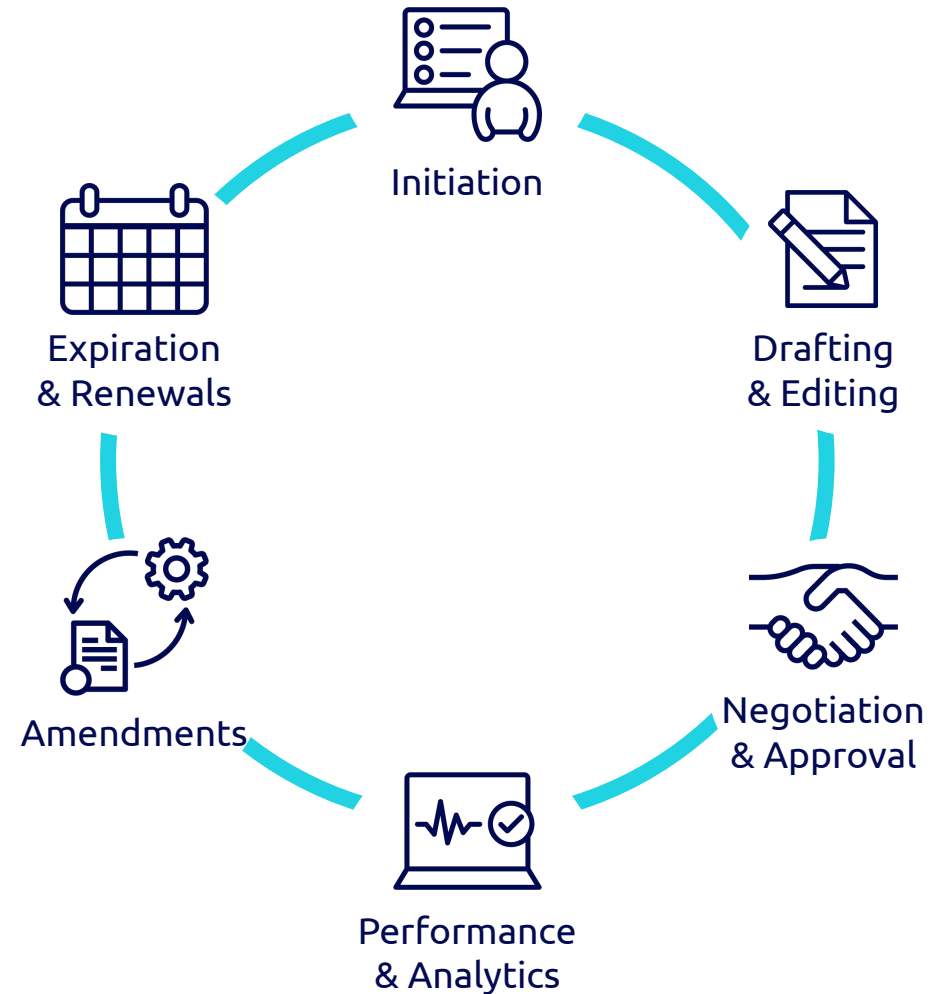 Initiation
Drafting
& Editing
Negotiation
& Approval
Performance
& Analytics
Amendments
Expiration
& Renewals